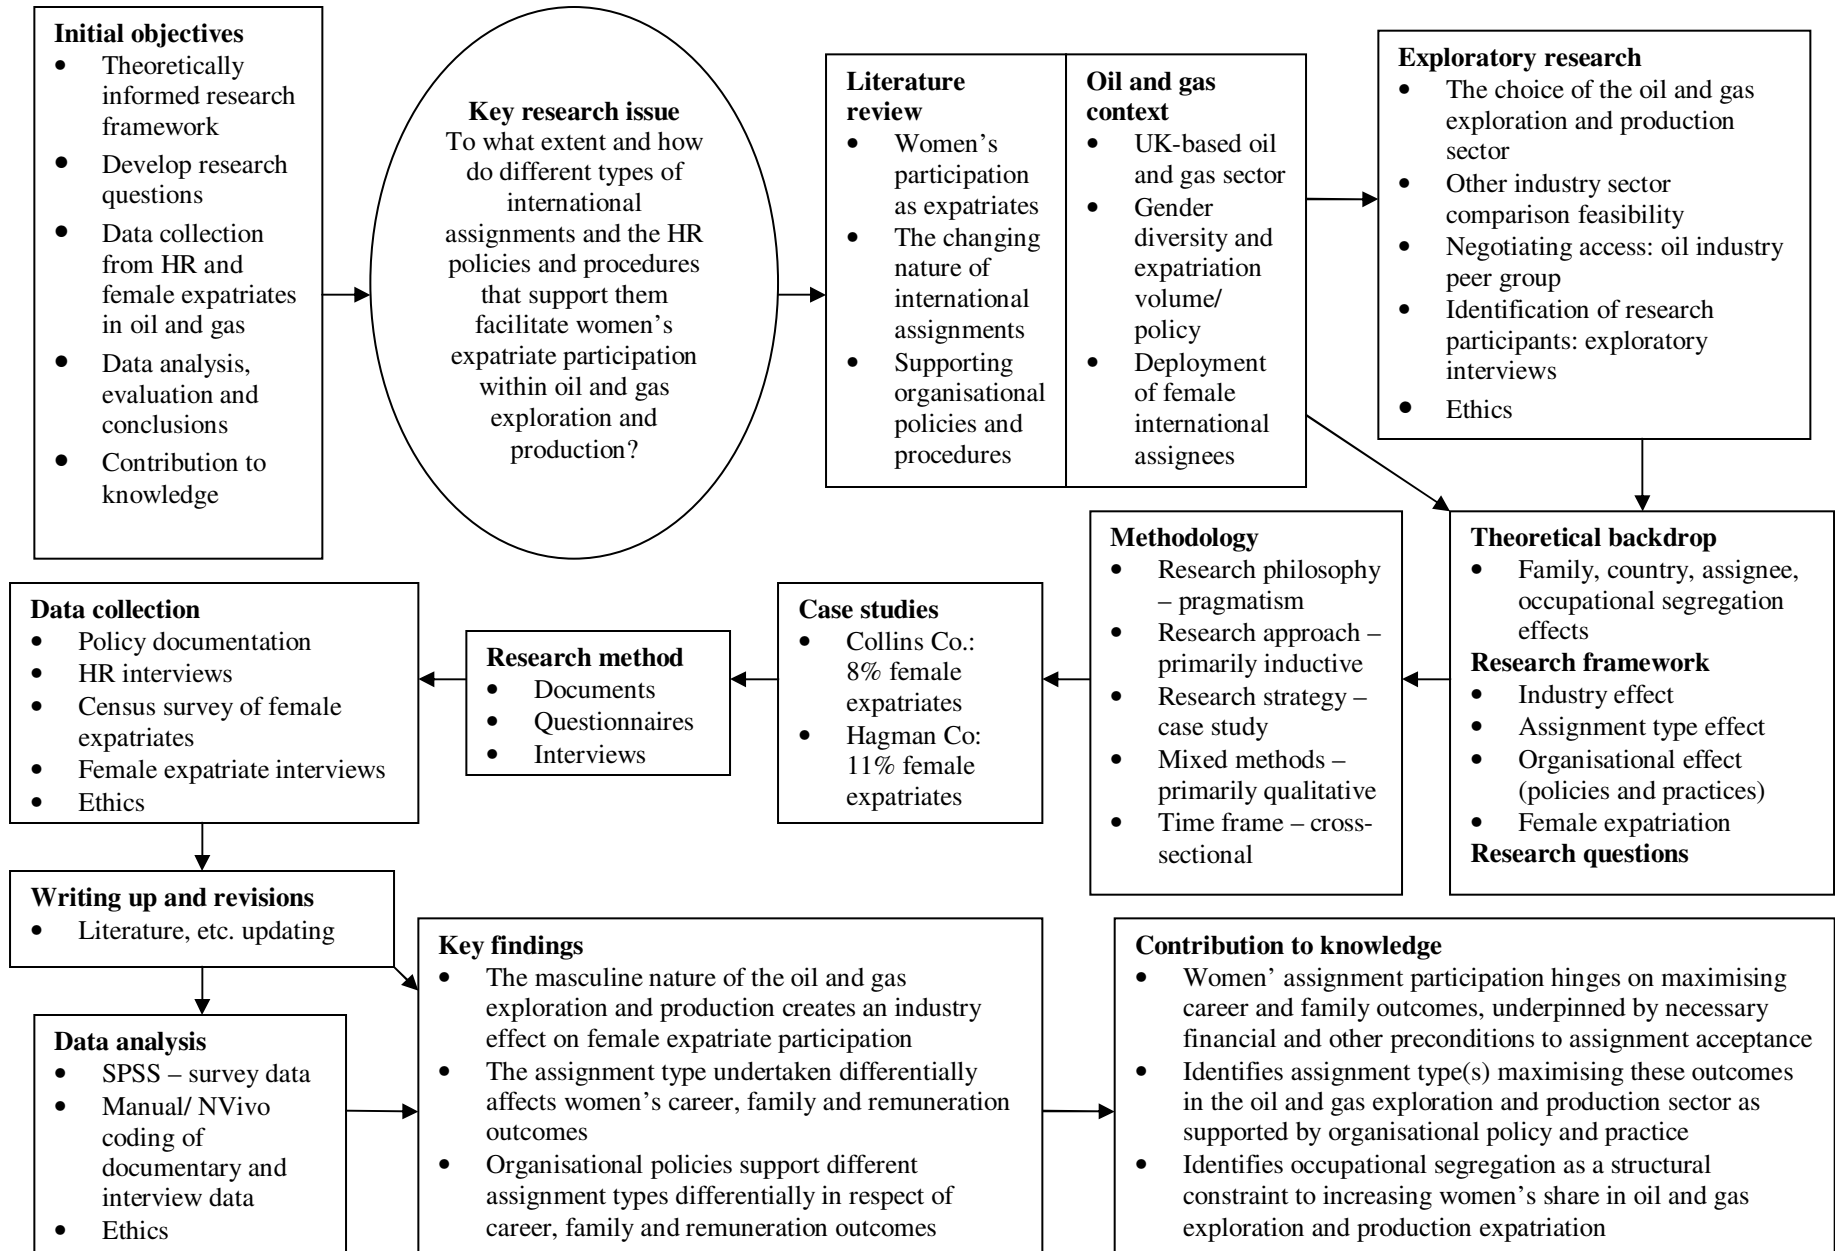 Initial objectives
• Theoretically
informed research
framework
• Develop research
questions
• Data collection
from HR and
female expatriates
in oil and gas
• Data analysis,
evaluation and
conclusions
• Contribution to
knowledge
Key research issue
To what extent and how
do different types of
international
assignments and the HR
policies and procedures
that support them
facilitate women’s
expatriate participation
within oil and gas
exploration and
production?
Literature
review
• Women’s
participation
as expatriates
• The changing
nature of
international
assignments
• Supporting
organisational
policies and
procedures
Oil and gas
context
• UK-based oil
and gas sector
• Gender
diversity and
expatriation
volume/
policy
• Deployment
of female
international
assignees
Exploratory research
• The choice of the oil and gas
exploration and production
sector
• Other industry sector
comparison feasibility
• Negotiating access: oil industry
peer group
• Identification of research
participants: exploratory
interviews
• Ethics
Theoretical backdrop
• Family, country, assignee,
occupational segregation
effects
Research framework
• Industry effect
• Assignment type effect
• Organisational effect
(policies and practices)
• Female expatriation
Research questions
Methodology
• Research philosophy
– pragmatism
• Research approach –
primarily inductive
• Research strategy –
case study
• Mixed methods –
primarily qualitative
• Time frame – cross-
sectional
Case studies
• Collins Co.:
8% female
expatriates
• Hagman Co:
11% female
expatriates
Research method
• Documents
• Questionnaires
• Interviews
Data collection
• Policy documentation
• HR interviews
• Census survey of female
expatriates
• Female expatriate interviews
• Ethics
Writing up and revisions
• Literature, etc. updating
Data analysis
• SPSS – survey data
• Manual/ NVivo
coding of
documentary and
interview data
• Ethics
Key findings
• The masculine nature of the oil and gas
exploration and production creates an industry
effect on female expatriate participation
• The assignment type undertaken differentially
affects women’s career, family and remuneration
outcomes
• Organisational policies support different
assignment types differentially in respect of
career, family and remuneration outcomes
Contribution to knowledge
• Women’ assignment participation hinges on maximising
career and family outcomes, underpinned by necessary
financial and other preconditions to assignment acceptance
• Identifies assignment type(s) maximising these outcomes
in the oil and gas exploration and production sector as
supported by organisational policy and practice
• Identifies occupational segregation as a structural
constraint to increasing women’s share in oil and gas
exploration and production expatriation